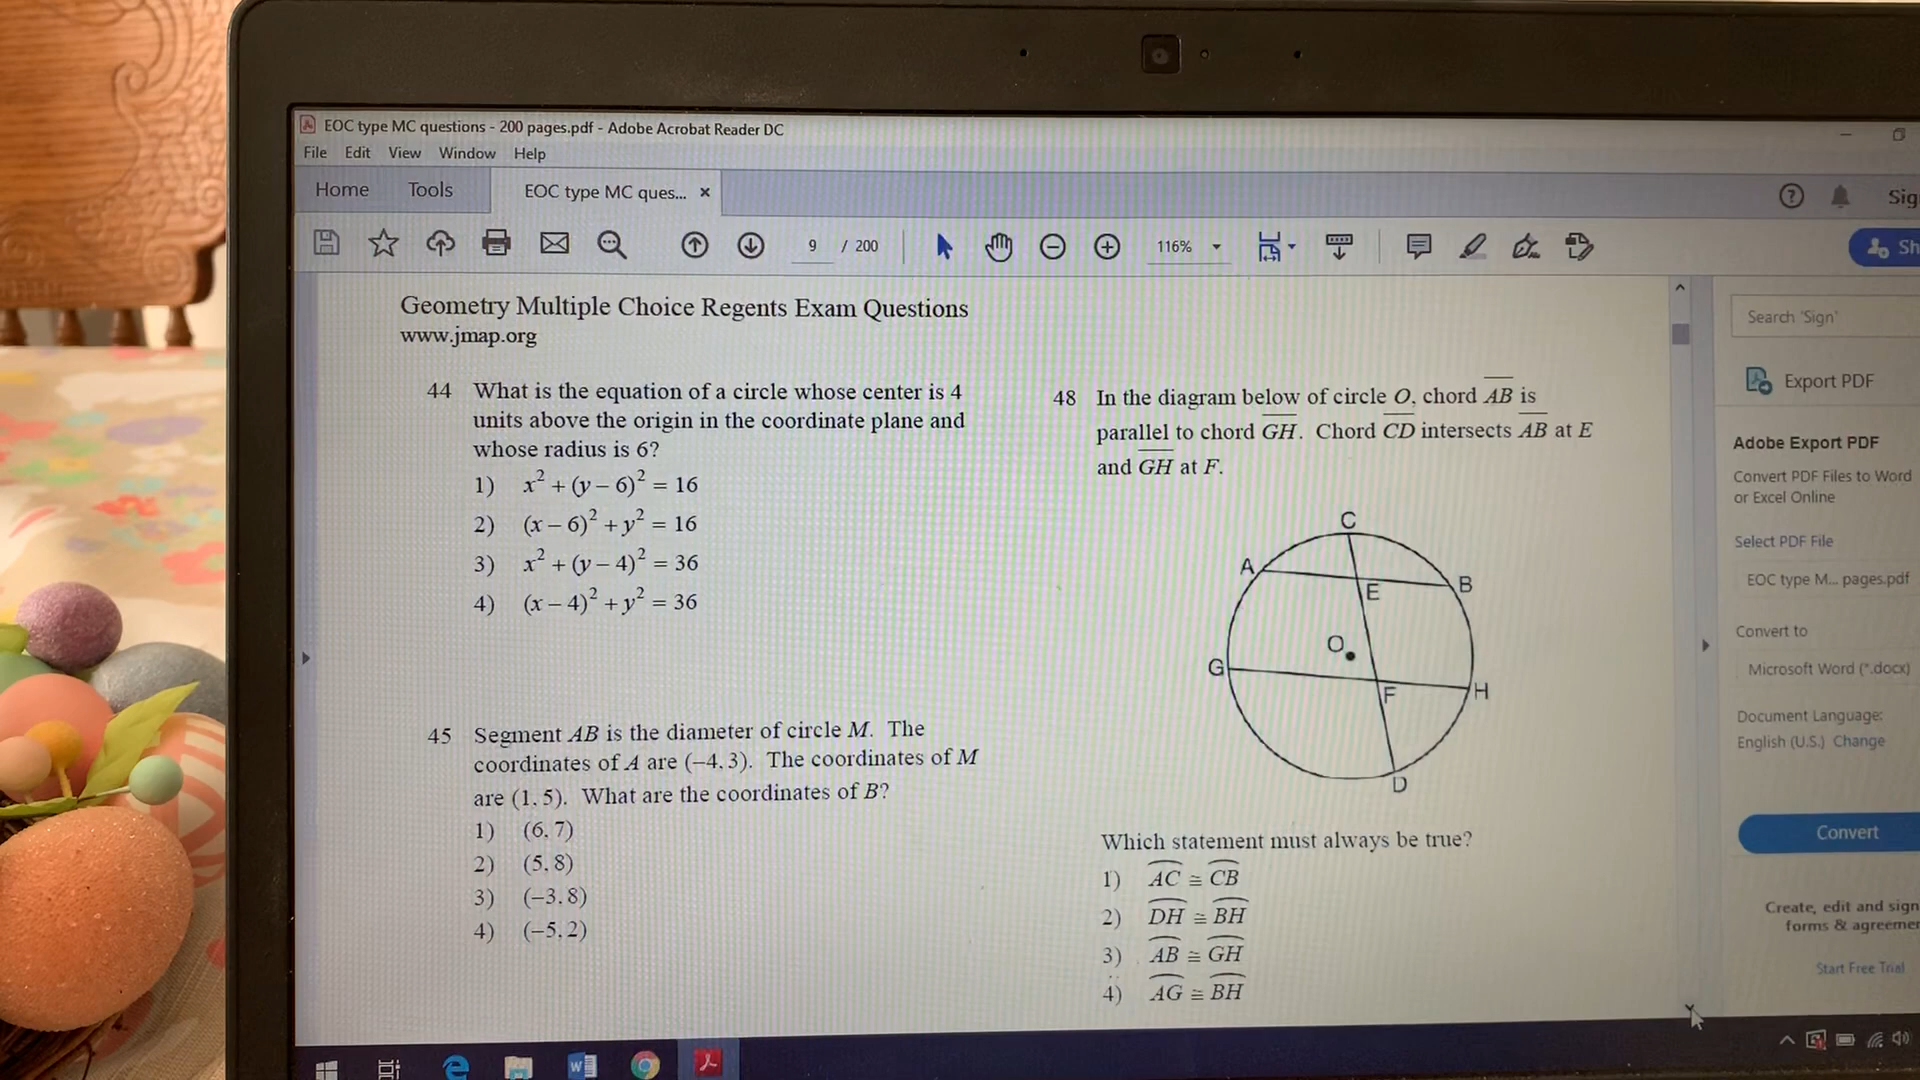 EOC type MC questions - 200 pages.pdf - Adobe Acrobat Reader DC
File Edit View Window Help
Home Tools EOC type MC ques... ×
9 / 200 116%
Geometry Multiple Choice Regents Exam Questions
www.jmap.org
44 What is the equation of a circle whose center is 4
units above the origin in the coordinate plane and
whose radius is 6?
1) x² + (y − 6)² = 16
2) (x − 6)² + y² = 16
3) x² + (y − 4)² = 36
4) (x − 4)² + y² = 36
45 Segment AB is the diameter of circle M. The
coordinates of A are (−4,3). The coordinates of M
are (1,5). What are the coordinates of B?
1) (6,7)
2) (5,8)
3) (−3,8)
4) (−5,2)
48 In the diagram below of circle O, chord A̅B̅ is
parallel to chord G̅H̅. Chord C̅D̅ intersects A̅B̅ at E
and G̅H̅ at F.
C
A
B
E
O
G
F
H
D
Which statement must always be true?
1) AC ≅ CB
2) DH ≅ BH
3) AB ≅ GH
4) AG ≅ BH
Sig
Sh
Search 'Sign'
Export PDF
Adobe Export PDF
Convert PDF Files to Word
or Excel Online
Select PDF File
EOC type M... pages.pdf
Convert to
Microsoft Word (*.docx)
Document Language:
English (U.S.) Change
Convert
Create, edit and sign
forms & agreemen
Start Free Trial